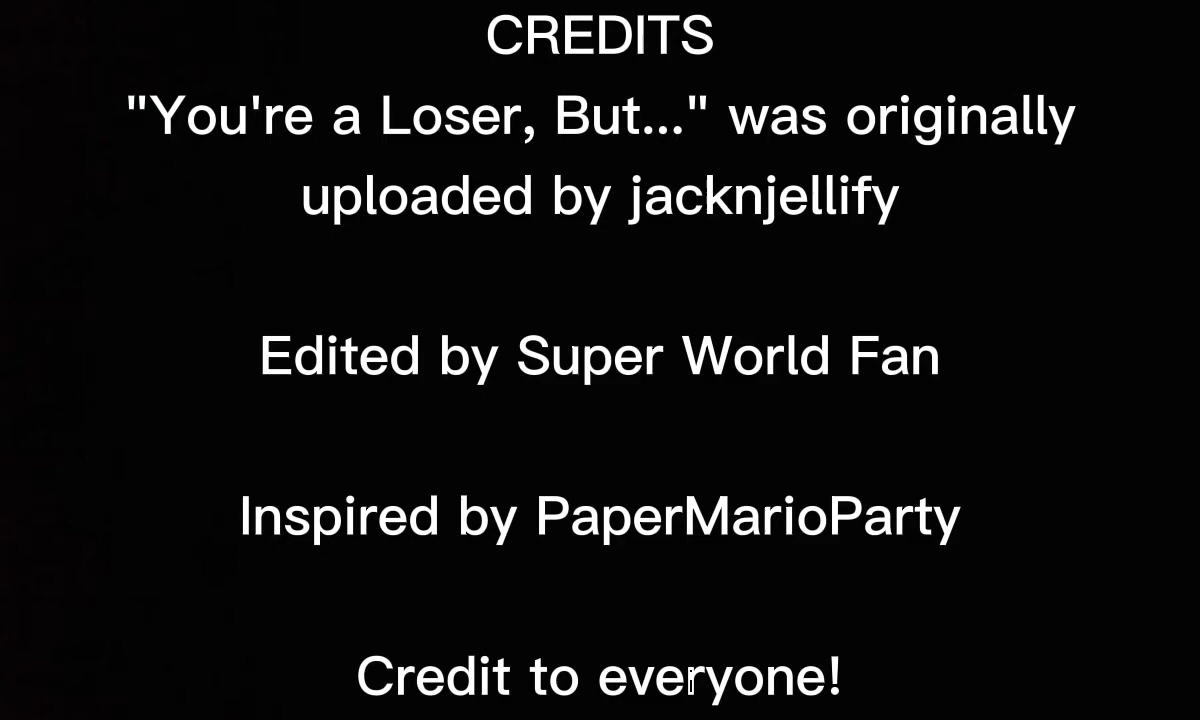 CREDITS
"You're a Loser, But..." was originally
uploaded by jacknjellify
Edited by Super World Fan
Inspired by PaperMarioParty
Credit to everyone!